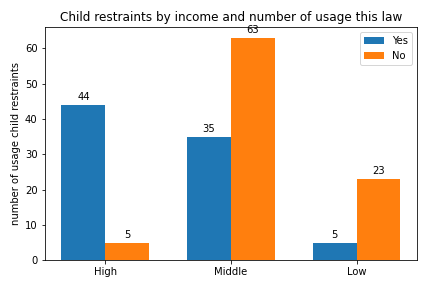 Child restraints by income and number of usage this law
number of usage child restraints
60
50
40
30
20
10
0
44
5
35
63
5
23
Yes
No
High
Middle
Low